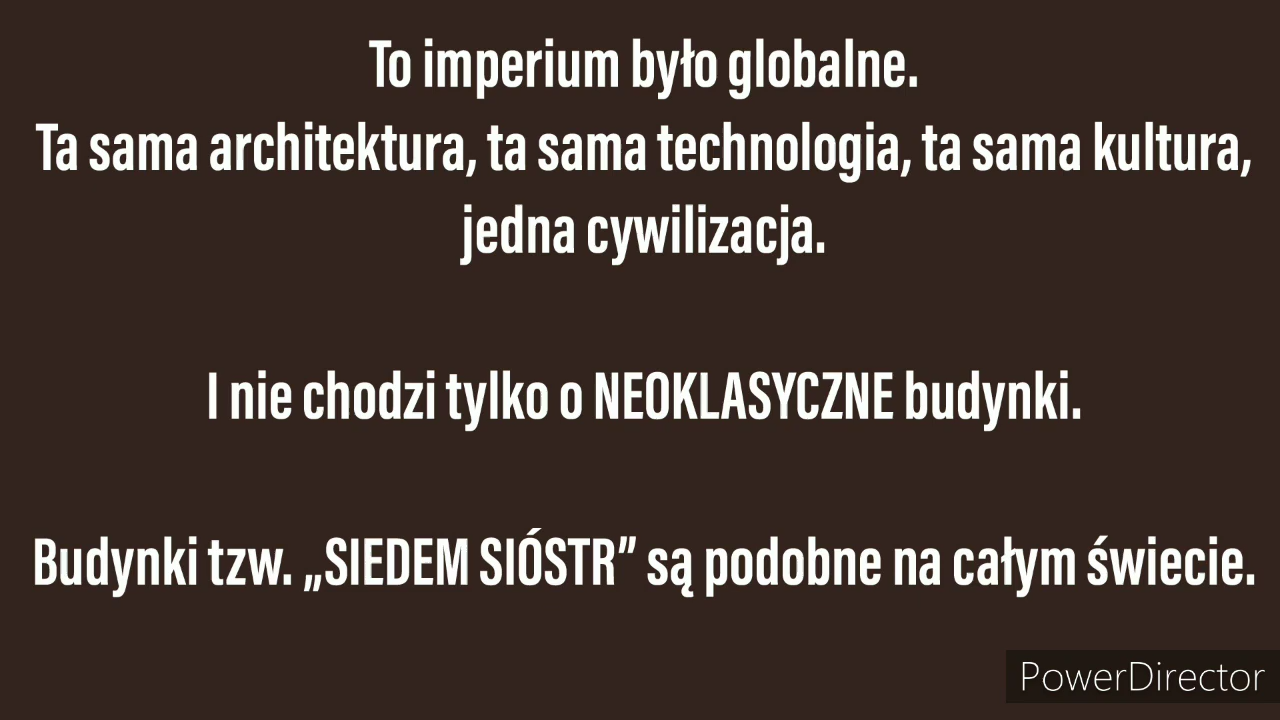 To imperium było globalne.
Ta sama architektura, ta sama technologia, ta sama kultura,
jedna cywilizacja.
I nie chodzi tylko o NEOKLASYCZNE budynki.
Budynki tzw. „SIEDEM SIÓSTR” są podobne na całym świecie.
PowerDirector